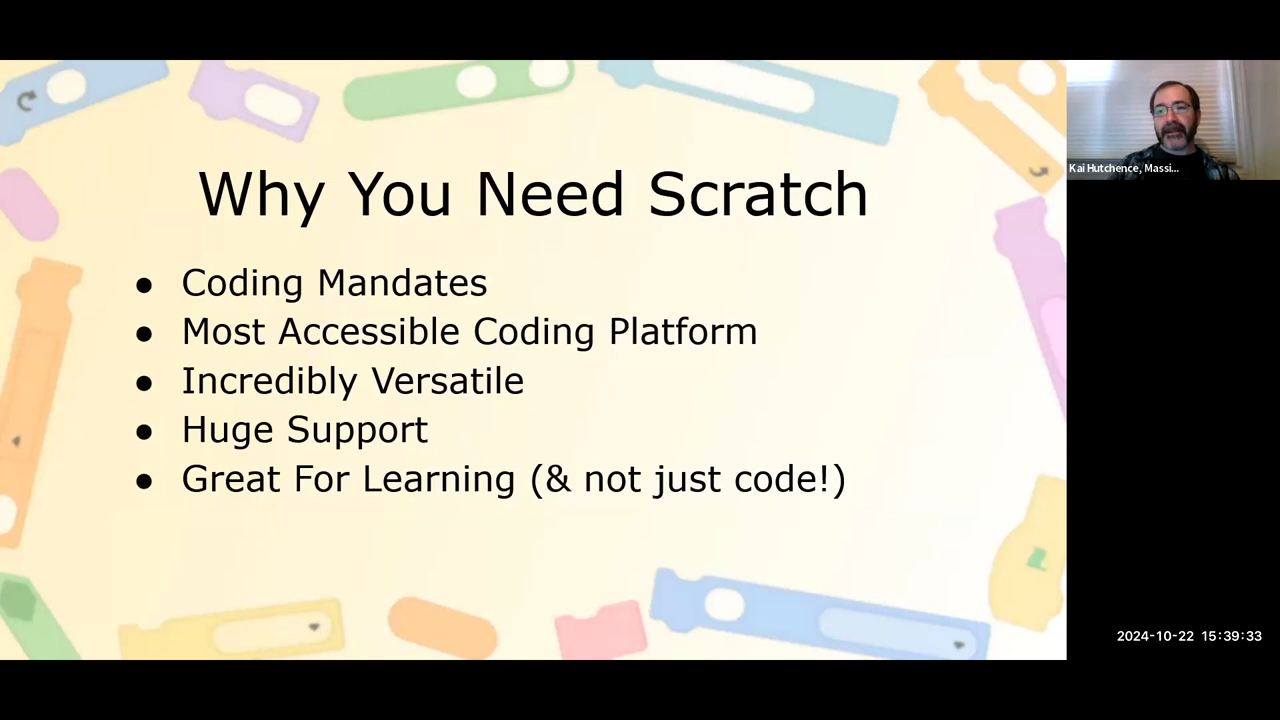 Why You Need Scratch
● Coding Mandates
● Most Accessible Coding Platform
● Incredibly Versatile
● Huge Support
● Great For Learning (& not just code!)
Kai Hutchence, Massi...
2024-10-22 15:39:33